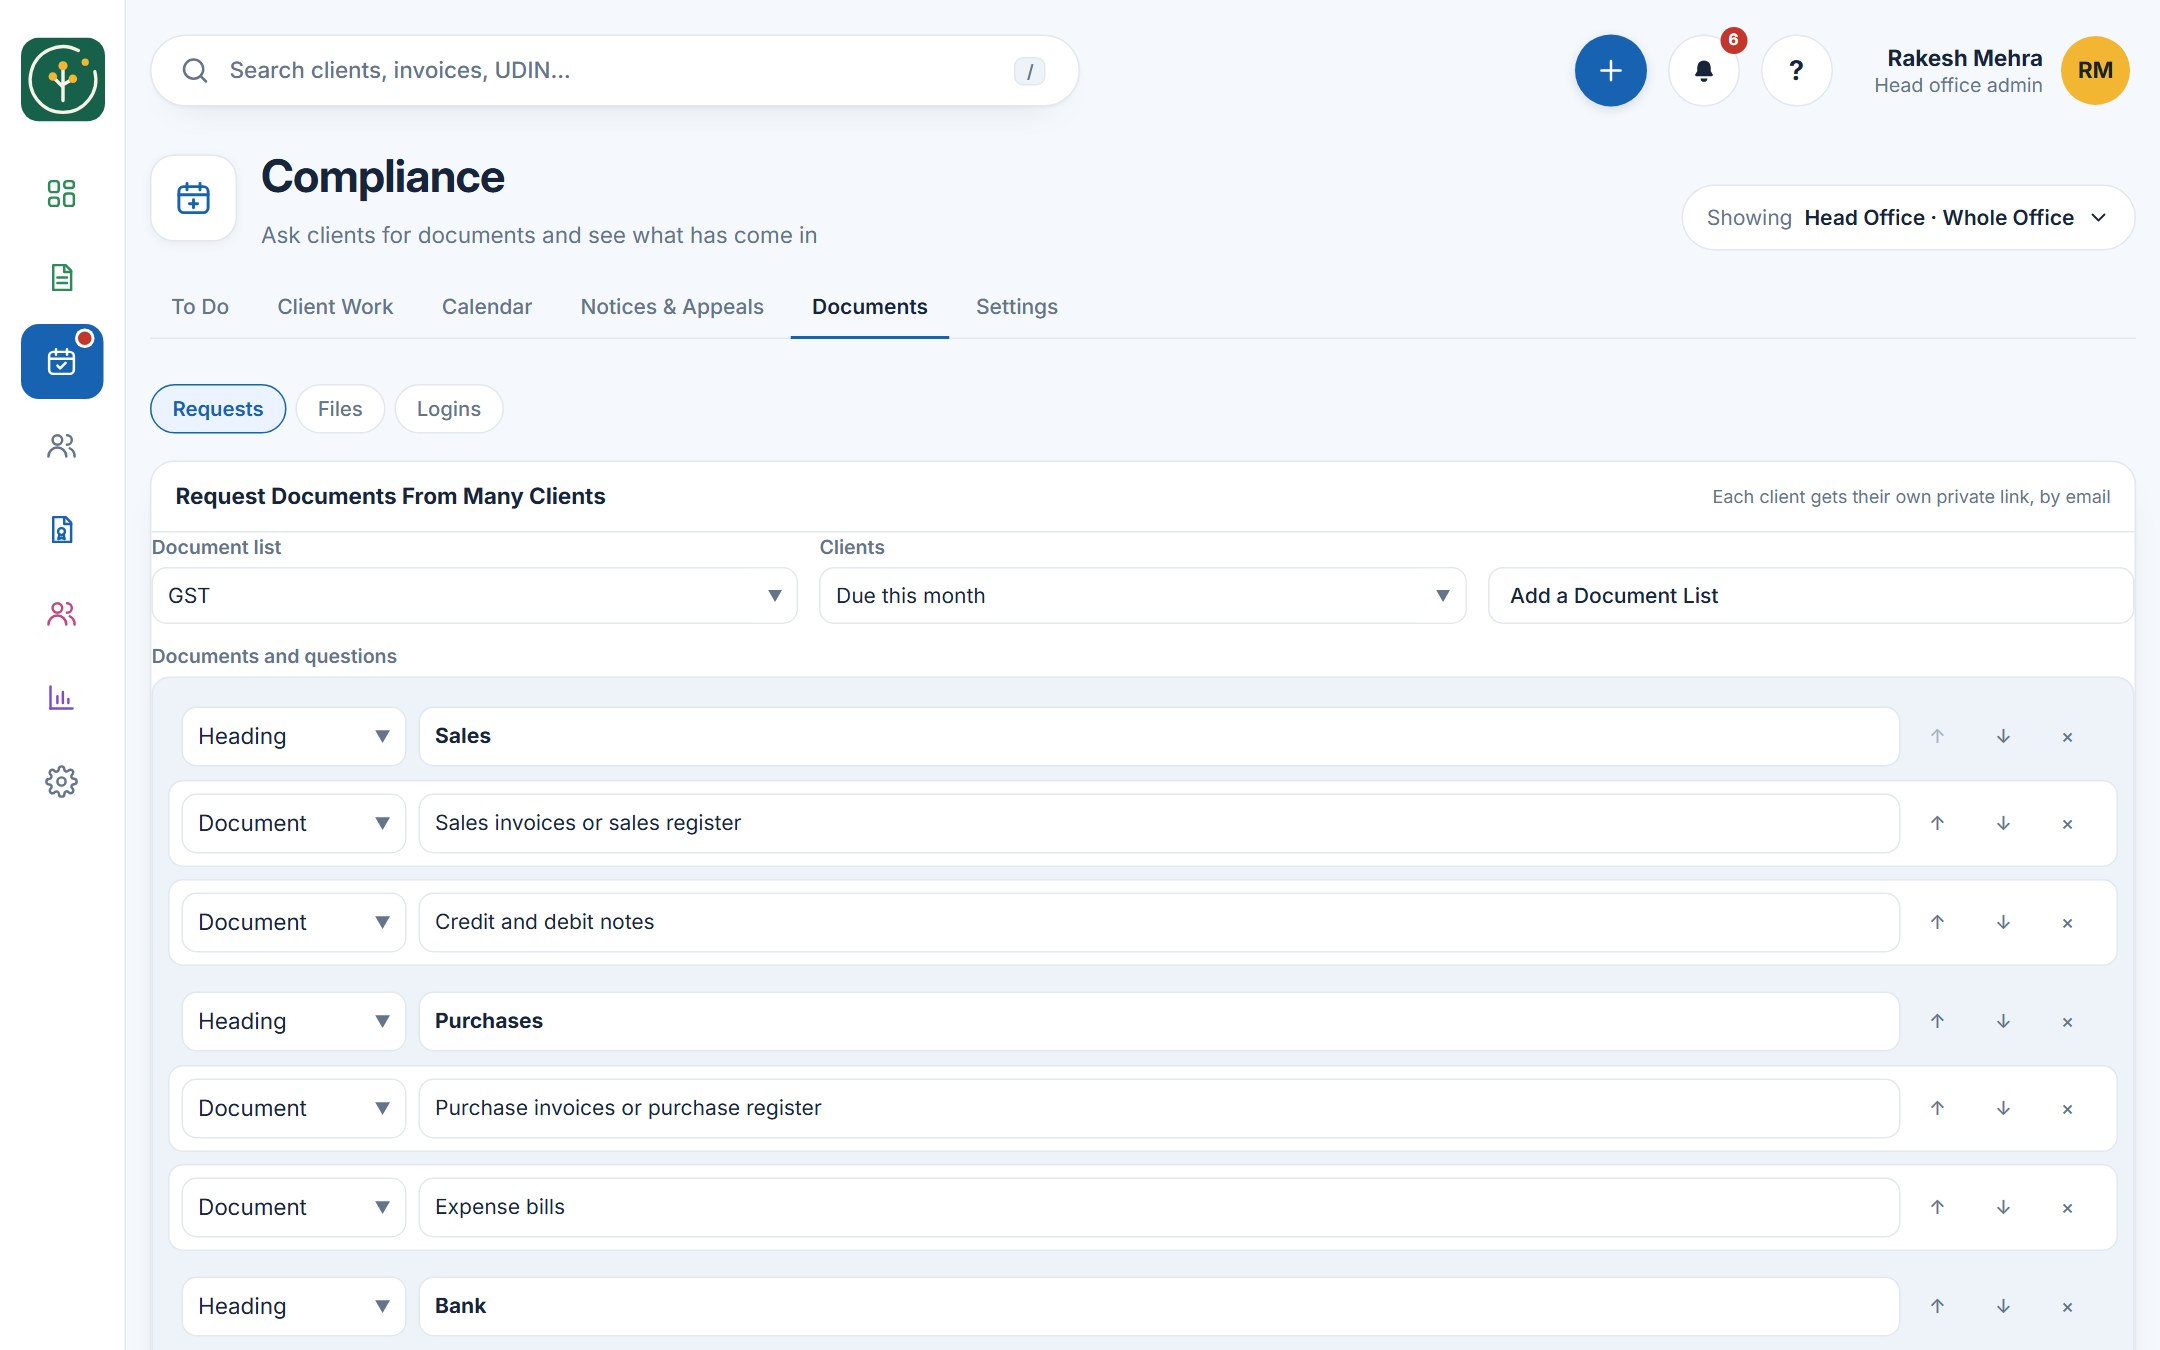 Search clients, invoices, UDIN...
/
6
?
Rakesh Mehra
Head office admin
RM
Compliance
Ask clients for documents and see what has come in
Showing Head Office · Whole Office
To Do
Client Work
Calendar
Notices & Appeals
Documents
Settings
Requests
Files
Logins
Request Documents From Many Clients
Each client gets their own private link, by email
Document list
Clients
GST
Due this month
Add a Document List
Documents and questions
Heading
Sales
Document
Sales invoices or sales register
Document
Credit and debit notes
Heading
Purchases
Document
Purchase invoices or purchase register
Document
Expense bills
Heading
Bank